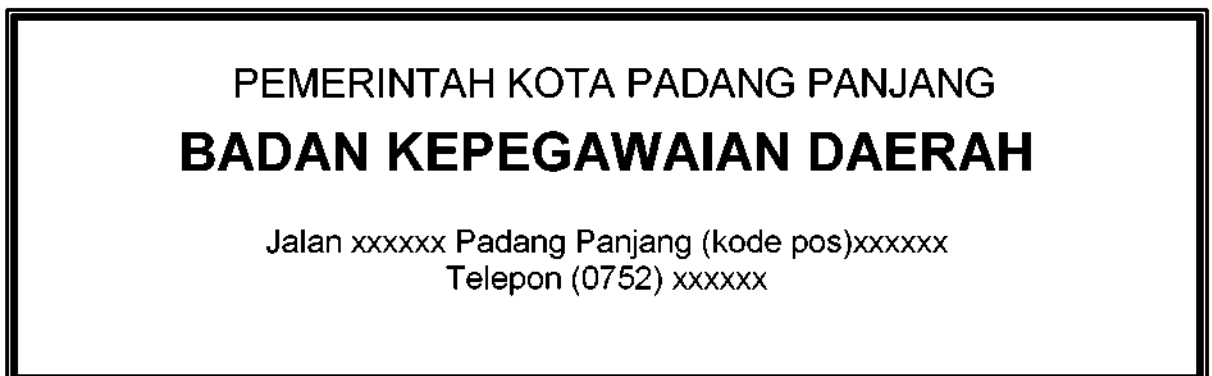 PEMERINTAH KOTA PADANG PANJANG
BADAN KEPEGAWAIAN DAERAH
Jalan xxxxxx Padang Panjang (kode pos)xxxxxx
Telepon (0752) xxxxxx